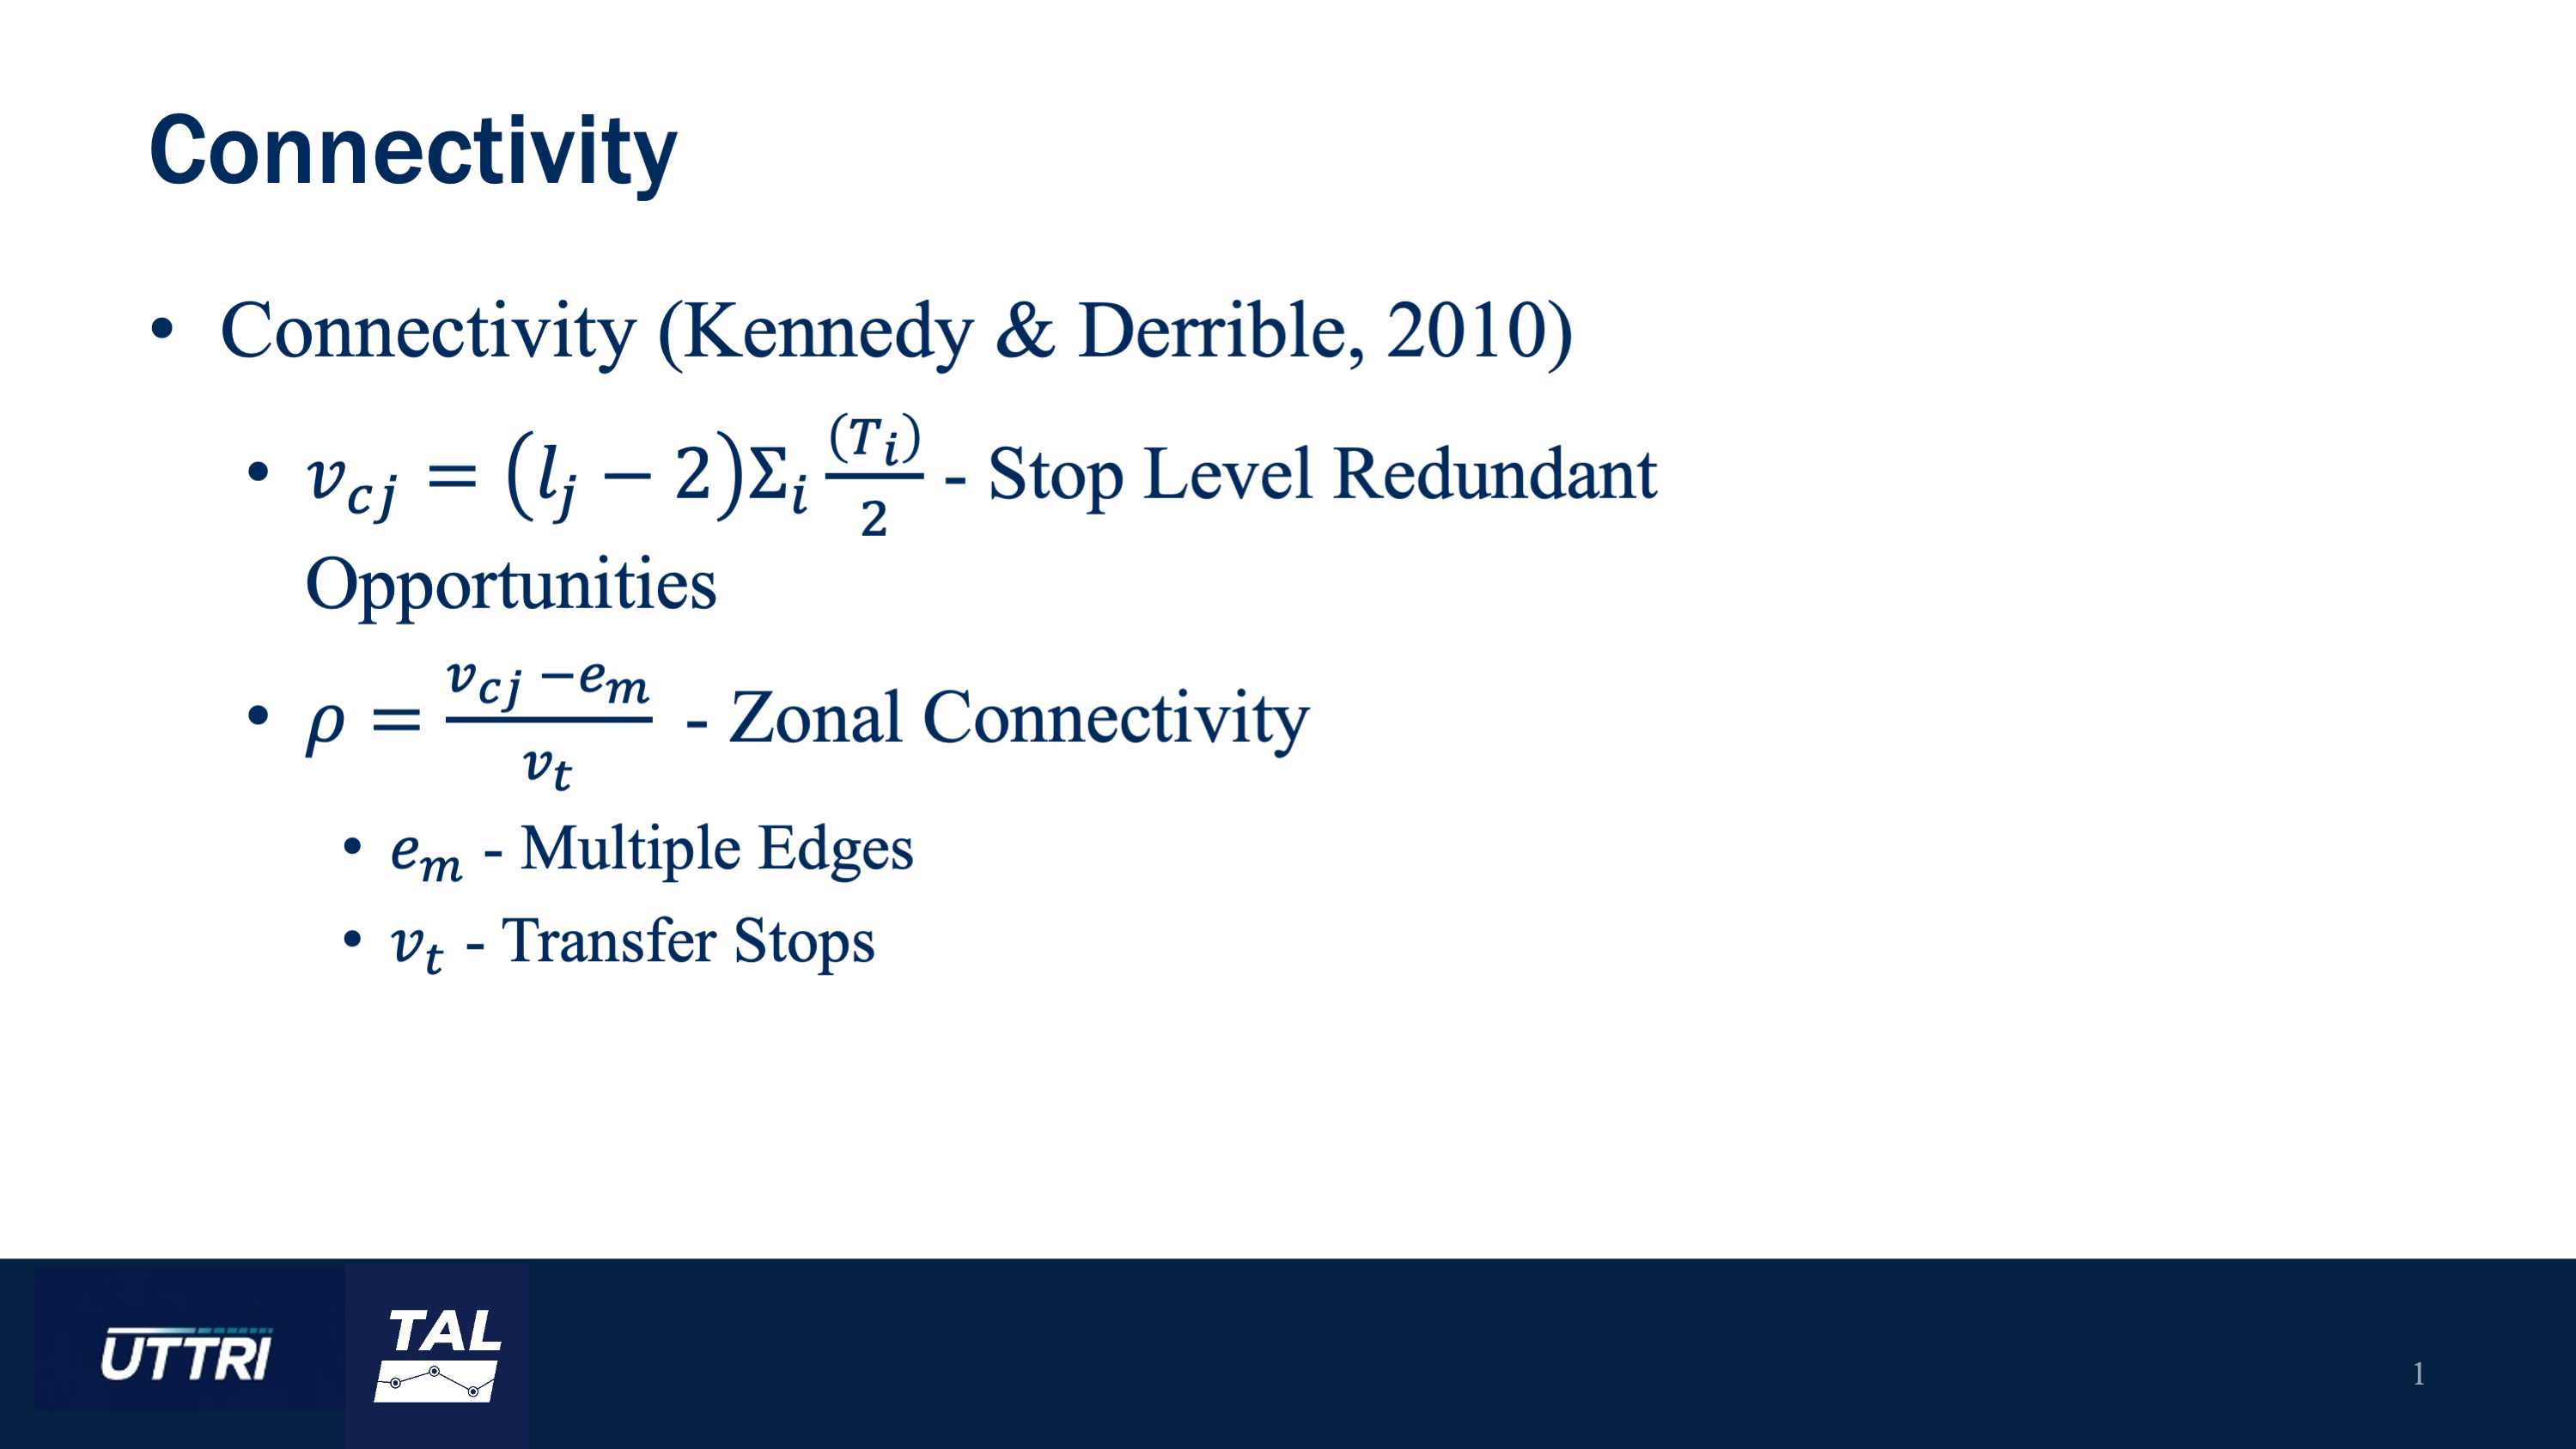 Connectivity
• Connectivity (Kennedy & Derrible, 2010)
• $v_{cj} = (l_j - 2)\Sigma_i \frac{(T_i)}{2}$ - Stop Level Redundant
Opportunities
• $\rho = \frac{v_{cj} - e_m}{v_t}$ - Zonal Connectivity
• $e_m$ - Multiple Edges
• $v_t$ - Transfer Stops
UTTRI
TAL
1